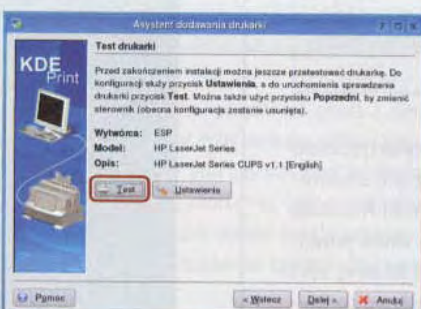 Asystent dodawania drukarki
KDE
Print
Test drukarki
Przed zakończeniem instalacji można jeszcze przetestować drukarkę. Do
konfiguracji służy przycisk Ustawienia, a do uruchomienia sprawdzania
drukarki przycisk Test. Można także użyć przycisku Poprzedni, by zmienić
sterownik (obecna konfiguracja zostanie usunięta).
Wytwórca: ESP
Model: HP LaserJet Series
Opis: HP LaserJet Series CUPS v1.1 [English]
Test Ustawienia
Pomoc « Wstecz Dalej » Anuluj